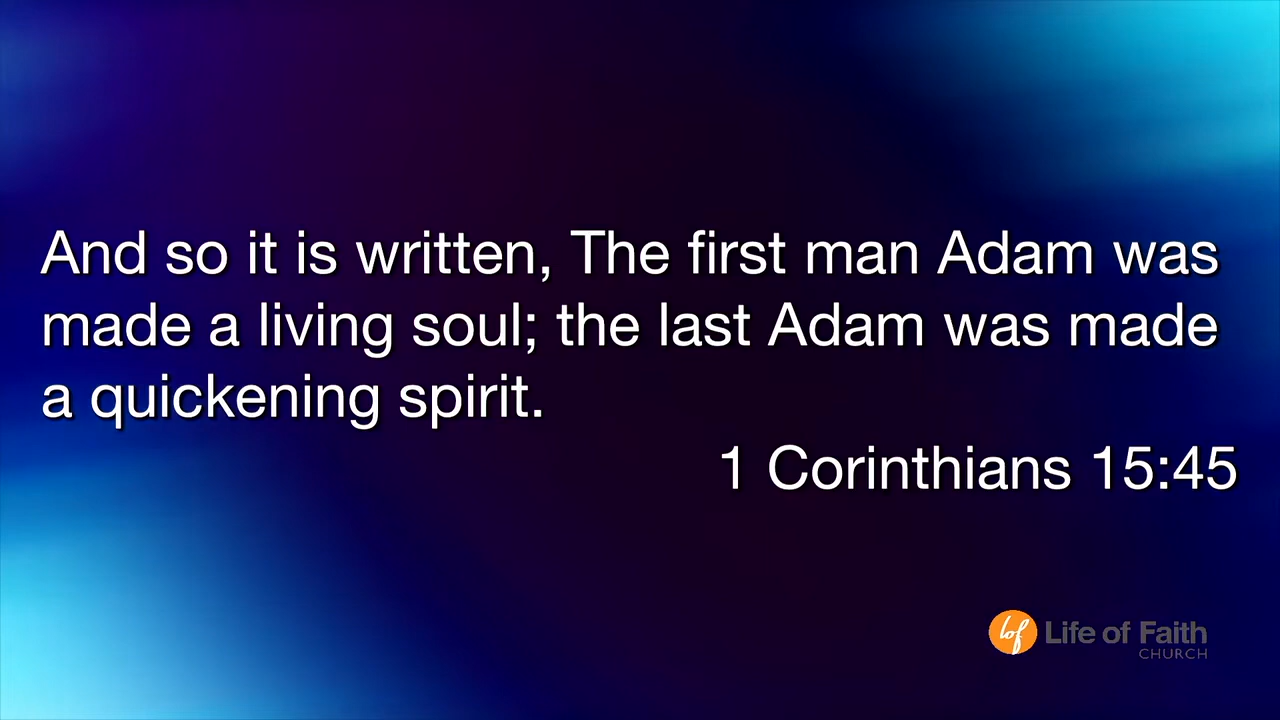 And so it is written, The first man Adam was
made a living soul; the last Adam was made
a quickening spirit.
1 Corinthians 15:45
lof Life of Faith
CHURCH